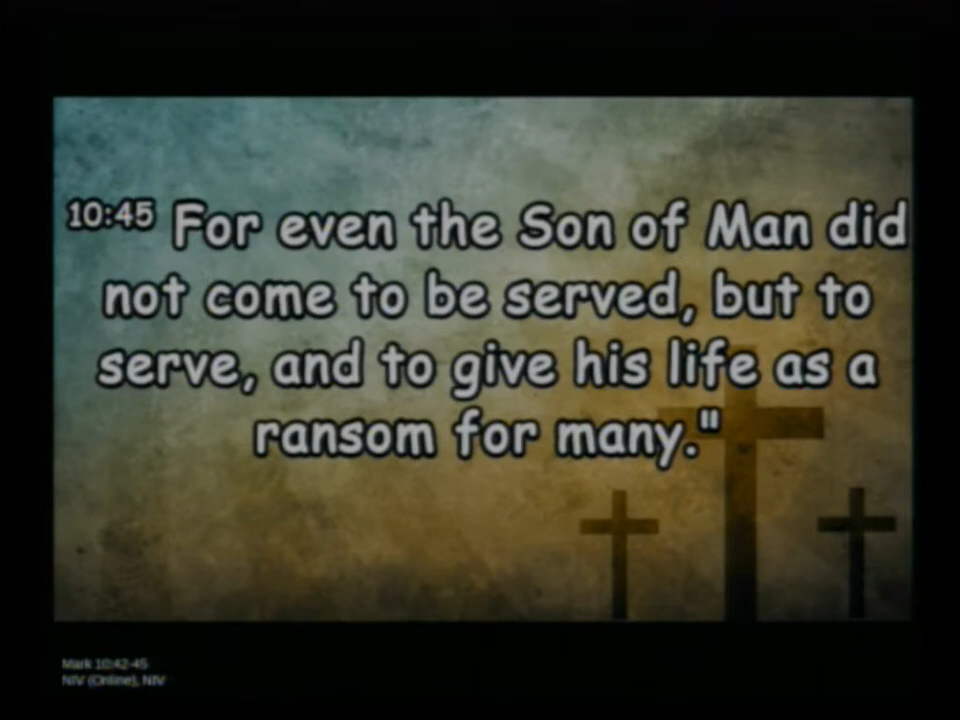 10:45 For even the Son of Man did
not come to be served, but to
serve, and to give his life as a
ransom for many."
Mark 10:42-45
NIV (Online), NIV